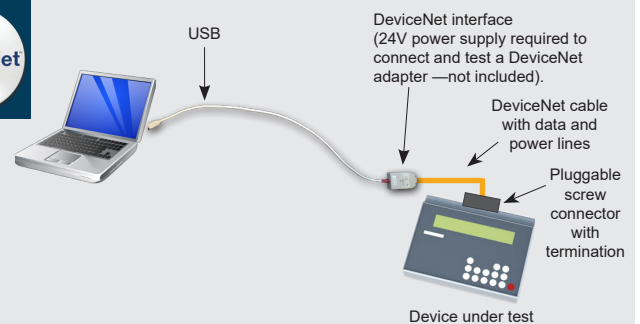 et
USB
DeviceNet interface
(24V power supply required to
connect and test a DeviceNet
adapter —not included).
DeviceNet cable
with data and
power lines
Pluggable
screw
connector
with
termination
Device under test